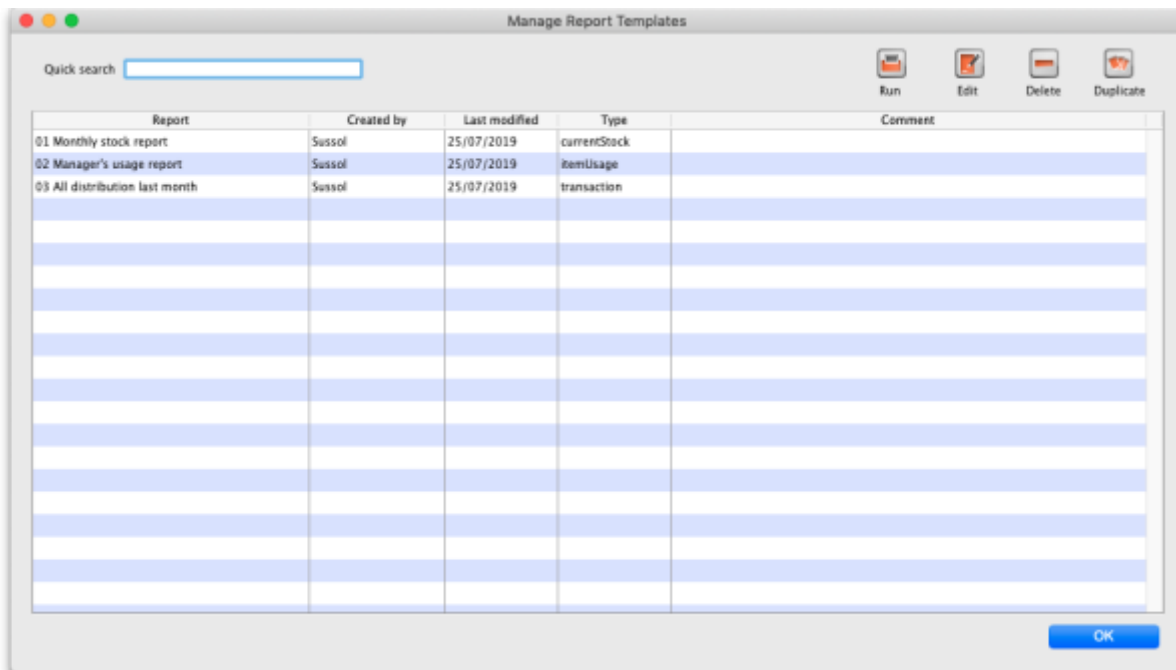 Manage Report Templates
Quick search
Run Edit Delete Duplicate
Report Created by Last modified Type Comment
01 Monthly stock report Sussol 25/07/2019 currentStock
02 Manager's usage report Sussol 25/07/2019 itemUsage
03 All distribution last month Sussol 25/07/2019 transaction
OK